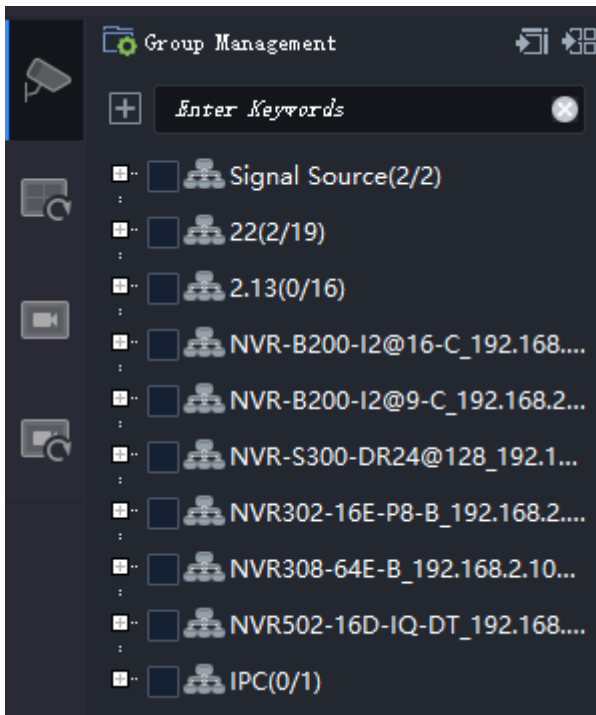 Group Management
Enter Keywords
Signal Source(2/2)
22(2/19)
2.13(0/16)
NVR-B200-I2@16-C_192.168....
NVR-B200-I2@9-C_192.168.2...
NVR-S300-DR24@128_192.1...
NVR302-16E-P8-B_192.168.2....
NVR308-64E-B_192.168.2.10...
NVR502-16D-IQ-DT_192.168....
IPC(0/1)